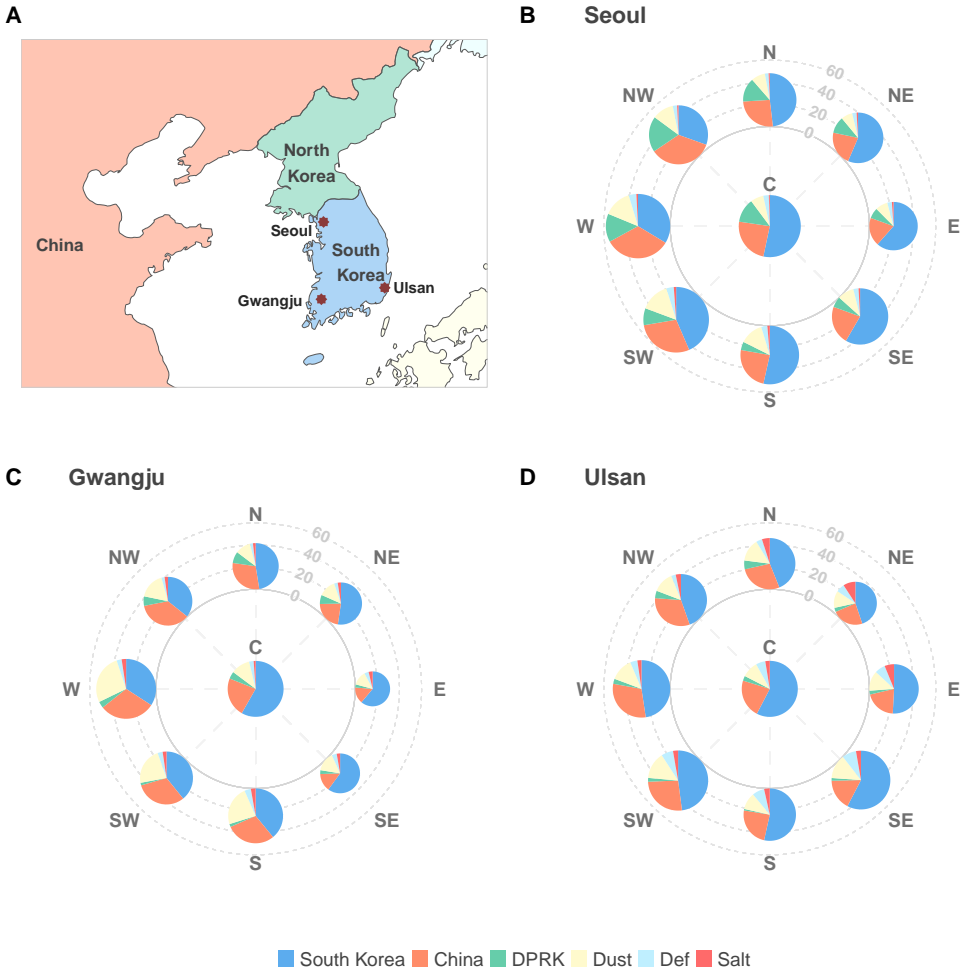 A
North
Korea
Seoul
China
South
Korea
Gwangju
Ulsan
B Seoul
N
NE
E
SE
S
SW
W
NW
C
60
40
20
0
C Gwangju
N
NE
E
SE
S
SW
W
NW
C
60
40
20
0
D Ulsan
N
NE
E
SE
S
SW
W
NW
C
60
40
20
0
South Korea China DPRK Dust Def Salt